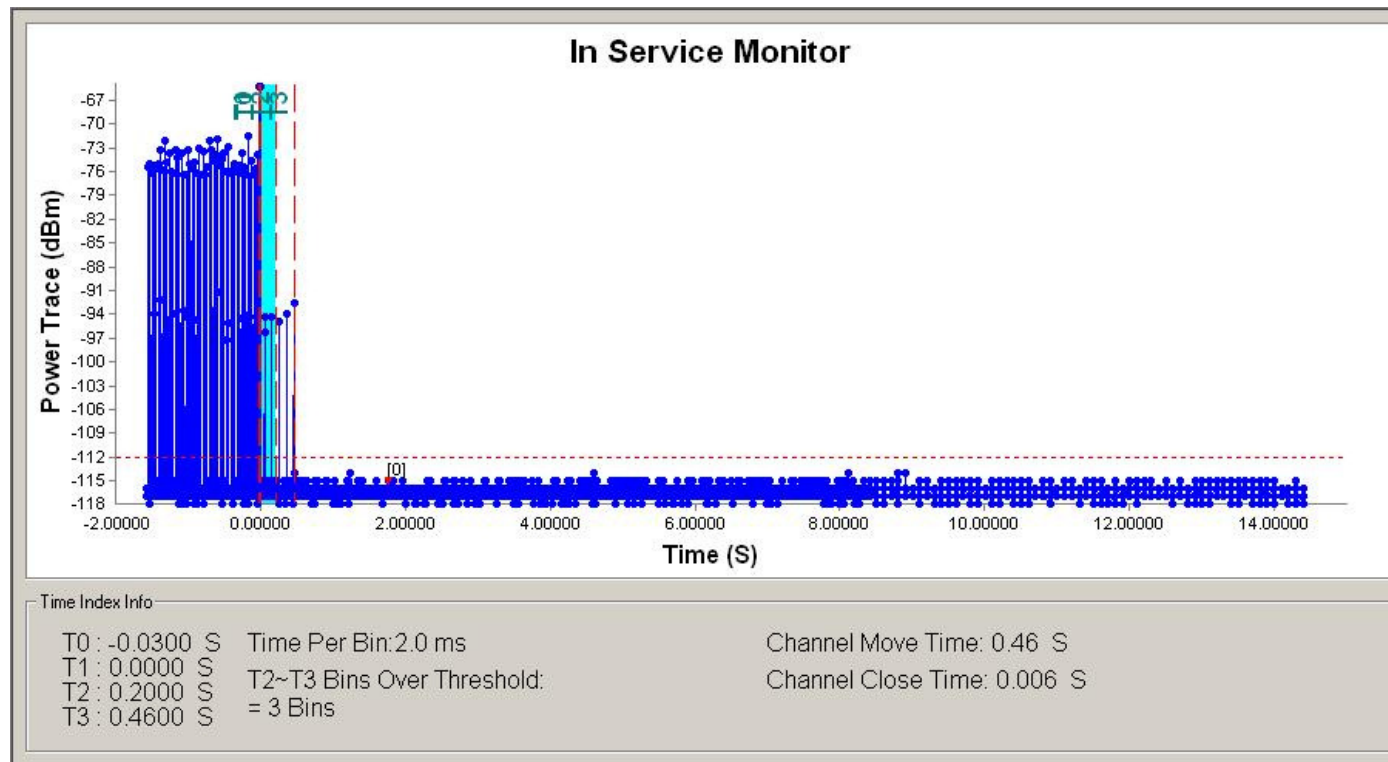 In Service Monitor
T0
T2
T3
Power Trace (dBm)
-67
-70
-73
-76
-79
-82
-85
-88
-91
-94
-97
-100
-103
-106
-109
-112
-115
-118
[0]
-2.00000 0.00000 2.00000 4.00000 6.00000 8.00000 10.00000 12.00000 14.00000
Time (S)
Time Index Info
T0 : -0.0300 S
T1 : 0.0000 S
T2 : 0.2000 S
T3 : 0.4600 S
Time Per Bin:2.0 ms
T2~T3 Bins Over Threshold:
= 3 Bins
Channel Move Time: 0.46 S
Channel Close Time: 0.006 S